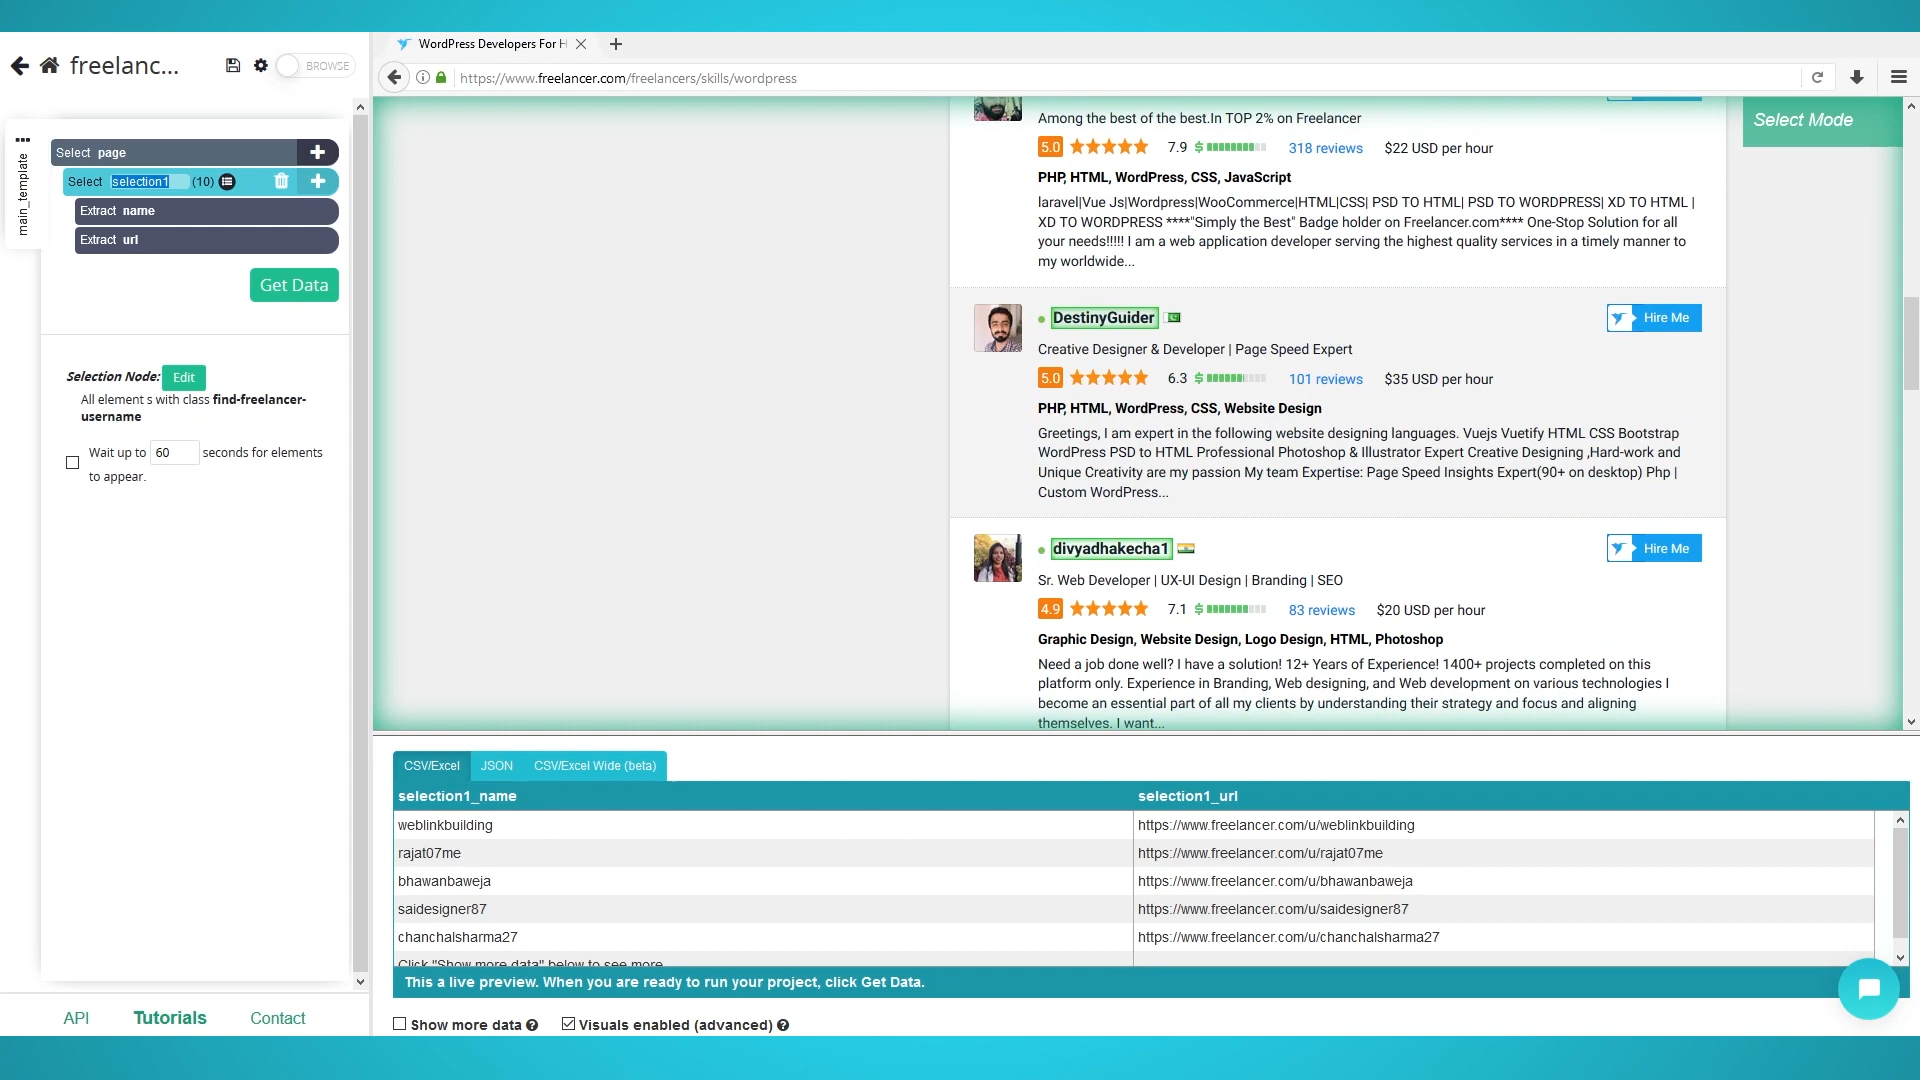 freelanc...
BROWSE
main_template
Select page
Select selection1 (10)
Extract name
Extract url
Get Data
Selection Node: Edit
All element s with class find-freelancer-
username
Wait up to 60 seconds for elements
to appear.
API Tutorials Contact
WordPress Developers For H
https://www.freelancer.com/freelancers/skills/wordpress
Select Mode
Among the best of the best.In TOP 2% on Freelancer
5.0 7.9 $ 318 reviews $22 USD per hour
PHP, HTML, WordPress, CSS, JavaScript
laravel|Vue Js|Wordpress|WooCommerce|HTML|CSS| PSD TO HTML| PSD TO WORDPRESS| XD TO HTML |
XD TO WORDPRESS ****"Simply the Best" Badge holder on Freelancer.com**** One-Stop Solution for all
your needs!!!!! I am a web application developer serving the highest quality services in a timely manner to
my worldwide...
DestinyGuider
Hire Me
Creative Designer & Developer | Page Speed Expert
5.0 6.3 $ 101 reviews $35 USD per hour
PHP, HTML, WordPress, CSS, Website Design
Greetings, I am expert in the following website designing languages. Vuejs Vuetify HTML CSS Bootstrap
WordPress PSD to HTML Professional Photoshop & Illustrator Expert Creative Designing ,Hard-work and
Unique Creativity are my passion My team Expertise: Page Speed Insights Expert(90+ on desktop) Php |
Custom WordPress...
divyadhakecha1
Hire Me
Sr. Web Developer | UX-UI Design | Branding | SEO
4.9 7.1 $ 83 reviews $20 USD per hour
Graphic Design, Website Design, Logo Design, HTML, Photoshop
Need a job done well? I have a solution! 12+ Years of Experience! 1400+ projects completed on this
platform only. Experience in Branding, Web designing, and Web development on various technologies I
become an essential part of all my clients by understanding their strategy and focus and aligning
themselves. I want...
CSV/Excel JSON CSV/Excel Wide (beta)
selection1_name selection1_url
weblinkbuilding https://www.freelancer.com/u/weblinkbuilding
rajat07me https://www.freelancer.com/u/rajat07me
bhawanbaweja https://www.freelancer.com/u/bhawanbaweja
saidesigner87 https://www.freelancer.com/u/saidesigner87
chanchalsharma27 https://www.freelancer.com/u/chanchalsharma27
Click "Show more data" below to see more
This a live preview. When you are ready to run your project, click Get Data.
Show more data ? Visuals enabled (advanced) ?